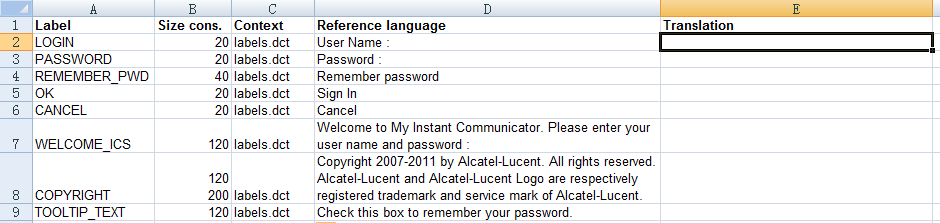 A B C D E
1 Label Size cons. Context Reference language Translation
2 LOGIN 20 labels.dct User Name :
3 PASSWORD 20 labels.dct Password :
4 REMEMBER_PWD 40 labels.dct Remember password
5 OK 20 labels.dct Sign In
6 CANCEL 20 labels.dct Cancel
Welcome to My Instant Communicator. Please enter your
7 WELCOME_ICS 120 labels.dct user name and password :
Copyright 2007-2011 by Alcatel-Lucent. All rights reserved.
120 Alcatel-Lucent and Alcatel-Lucent Logo are respectively
8 COPYRIGHT 200 labels.dct registered trademark and service mark of Alcatel-Lucent.
9 TOOLTIP_TEXT 120 labels.dct Check this box to remember your password.